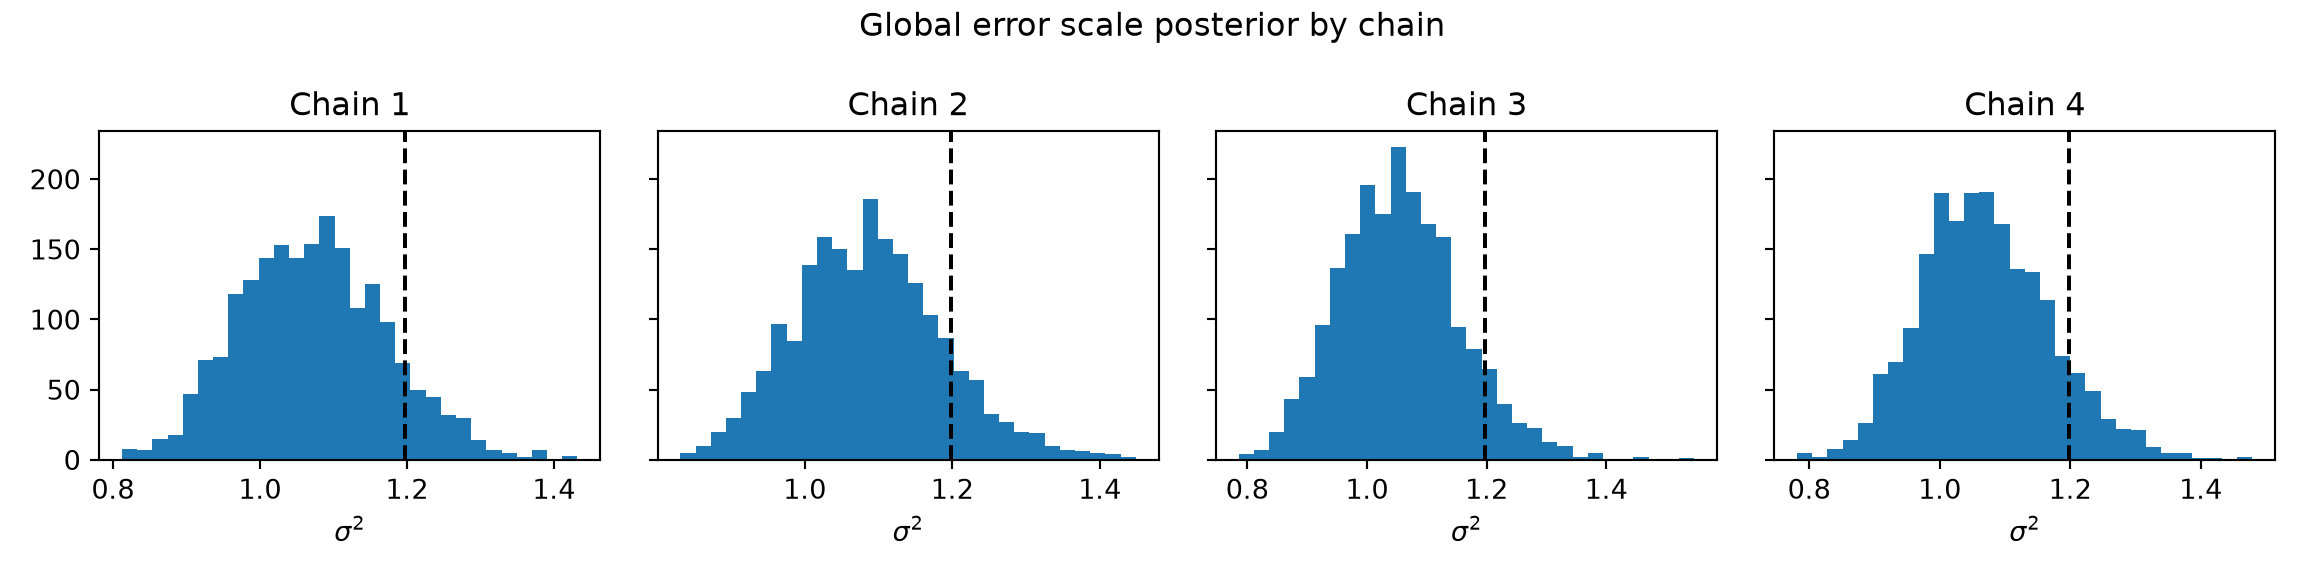 Global error scale posterior by chain
Chain 1
Chain 2
Chain 3
Chain 4
200
150
100
50
0
0.8 1.0 1.2 1.4
1.0 1.2 1.4
0.8 1.0 1.2 1.4
0.8 1.0 1.2 1.4
σ²
σ²
σ²
σ²